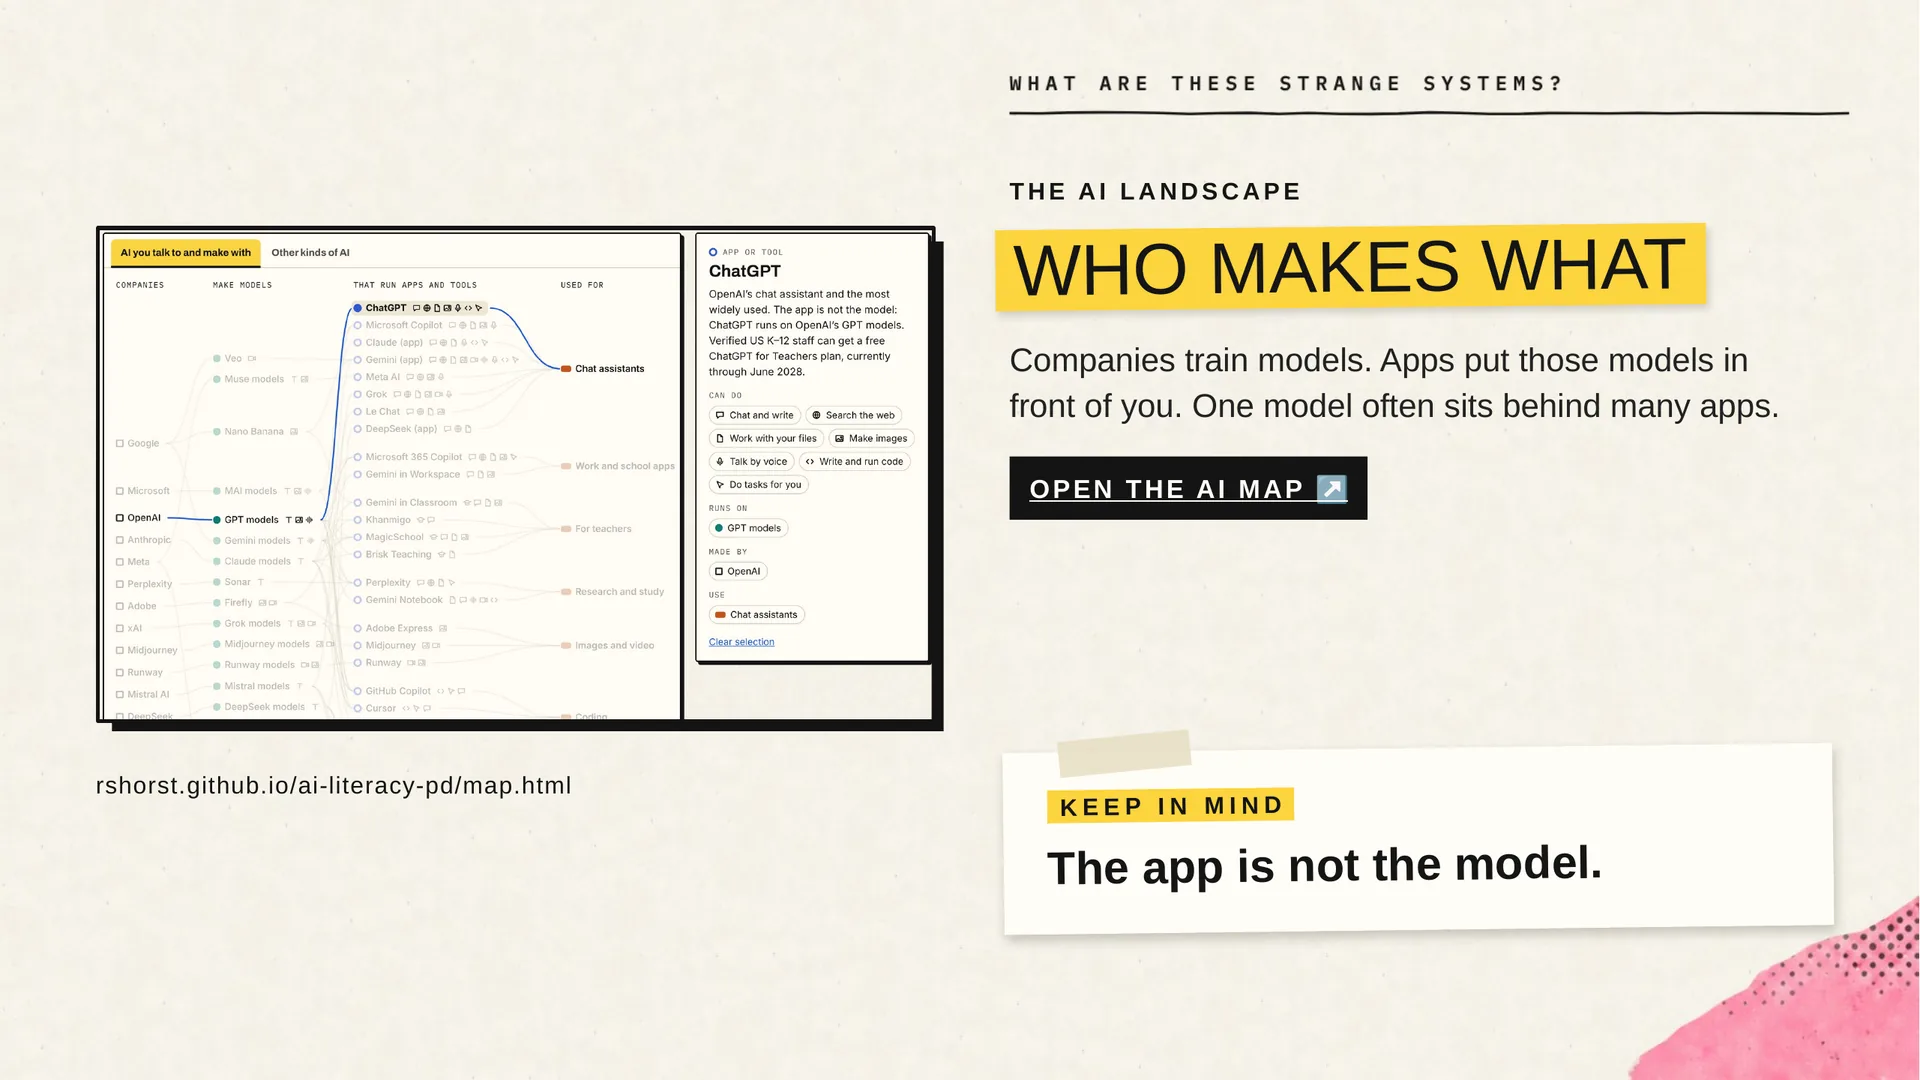 WHAT ARE THESE STRANGE SYSTEMS?
THE AI LANDSCAPE
WHO MAKES WHAT
Companies train models. Apps put those models in
front of you. One model often sits behind many apps.
OPEN THE AI MAP ↗
KEEP IN MIND
The app is not the model.
AI you talk to and make with
Other kinds of AI
COMPANIES
Google
Microsoft
OpenAI
Anthropic
Meta
Perplexity
Adobe
xAI
Midjourney
Runway
Mistral AI
DeepSeek
MAKE MODELS
Veo
Muse models
Nano Banana
MAI models
GPT models
Gemini models
Claude models
Sonar
Firefly
Grok models
Midjourney models
Runway models
Mistral models
DeepSeek models
THAT RUN APPS AND TOOLS
ChatGPT
Microsoft Copilot
Claude (app)
Gemini (app)
Meta AI
Grok
Le Chat
DeepSeek (app)
Microsoft 365 Copilot
Gemini in Workspace
Gemini in Classroom
Khanmigo
MagicSchool
Brisk Teaching
Perplexity
Gemini Notebook
Adobe Express
Midjourney
Runway
GitHub Copilot
Cursor
USED FOR
Chat assistants
Work and school apps
For teachers
Research and study
Images and video
Coding
APP OR TOOL
ChatGPT
OpenAI's chat assistant and the most
widely used. The app is not the model:
ChatGPT runs on OpenAI's GPT models.
Verified US K–12 staff can get a free
ChatGPT for Teachers plan, currently
through June 2028.
CAN DO
Chat and write
Search the web
Work with your files
Make images
Talk by voice
Write and run code
Do tasks for you
RUNS ON
GPT models
MADE BY
OpenAI
USE
Chat assistants
Clear selection
rshorst.github.io/ai-literacy-pd/map.html